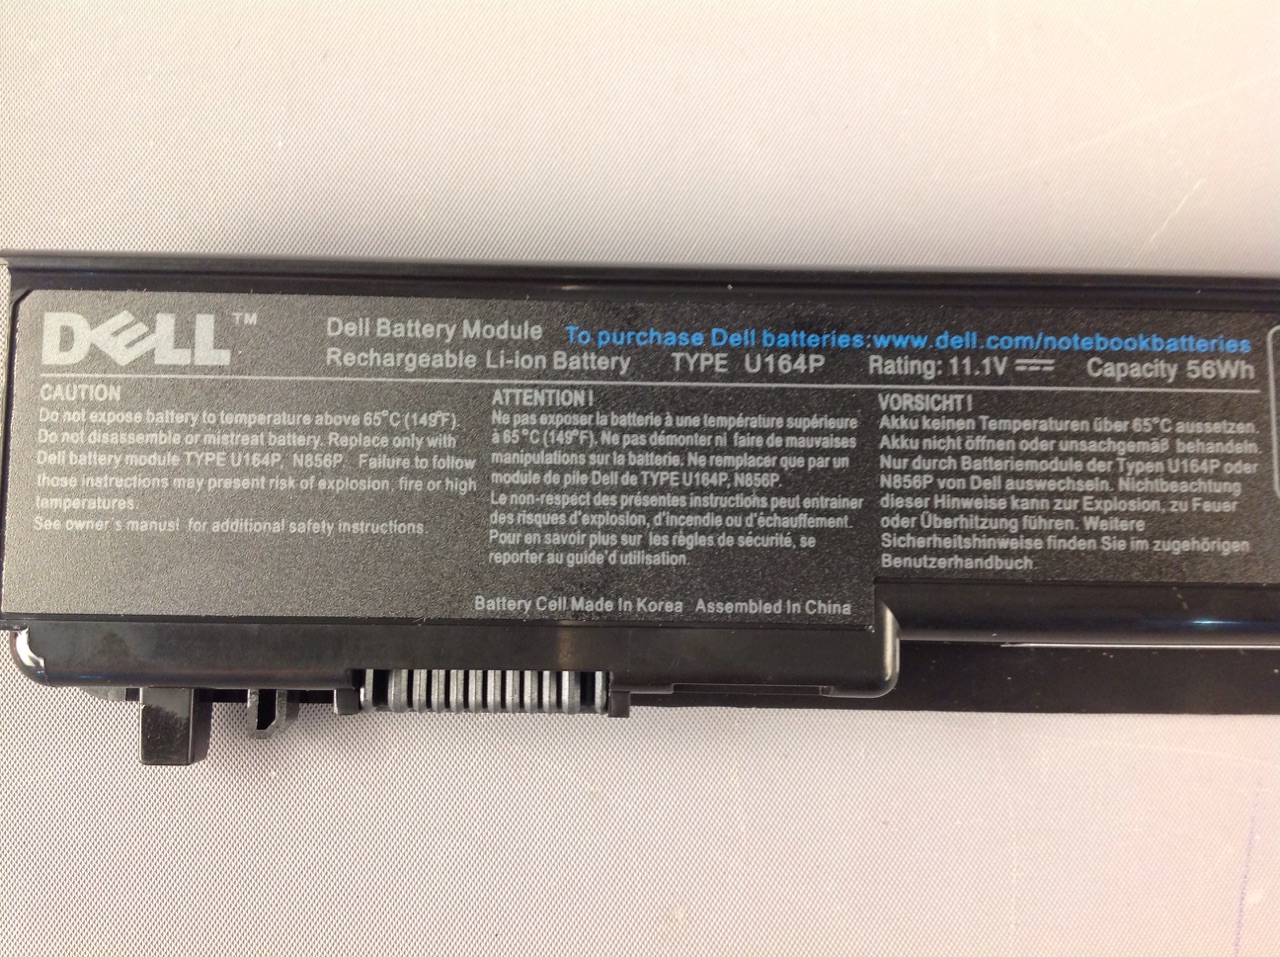 DELL™
Dell Battery Module To purchase Dell batteries:www.dell.com/notebookbatteries
Rechargeable Li-ion Battery TYPE U164P Rating: 11.1V ⎓ Capacity 56Wh
CAUTION
Do not expose battery to temperature above 65°C (149°F).
Do not disassemble or mistreat battery. Replace only with
Dell battery module TYPE U164P, N856P. Failure to follow
those instructions may present risk of explosion, fire or high
temperatures.
See owner's manusl for additional safety instructions.
ATTENTION!
Ne pas exposer la batterie à une température supérieure
à 65°C (149°F). Ne pas démonter ni faire de mauvaises
manipulations sur la batterie. Ne remplacer que par un
module de pile Dell de TYPE U164P, N856P.
Le non-respect des présentes instructiohs peut entrainer
des risques d'explosion, d'incendie ou d'échauffement.
Pour en savoir plus sur les règles de sécurité, se
reporter au guide'd utilisation.
VORSICHT!
Akku keinen Temperaturen über 65°C aussetzen.
Akku nicht öffnen oder unsachgemäß behandeln.
Nur durch Batteriemodule der Typen U164P oder
N856P von Dell auswechseln. Nichtbeachtung
dieser Hinweise kann zur Explosion, zu Feuer
oder Überhitzung führen. Weitere
Sicherheitshinweise finden Sie im zugehörigen
Benutzerhandbuch
Battery Cell Made In Korea Assembled In China